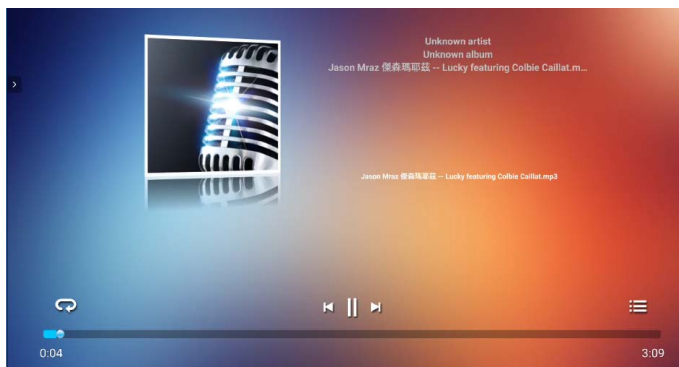 Unknown artist
Unknown album
Jason Mraz 傑森瑪耶茲 -- Lucky featuring Colbie Caillat.m...
Jason Mraz 傑森瑪耶茲 -- Lucky featuring Colbie Caillat.mp3
0:04
3:09